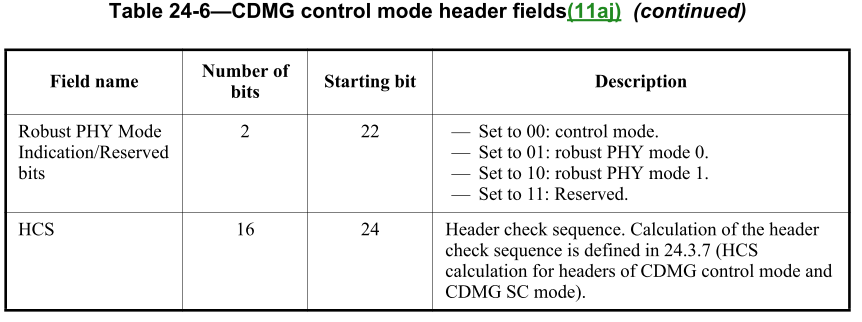 Table 24-6—CDMG control mode header fields(11aj) (continued)
Field name
Number of
bits
Starting bit
Description
Robust PHY Mode
Indication/Reserved
bits
2
22
— Set to 00: control mode.
— Set to 01: robust PHY mode 0.
— Set to 10: robust PHY mode 1.
— Set to 11: Reserved.
HCS
16
24
Header check sequence. Calculation of the header
check sequence is defined in 24.3.7 (HCS
calculation for headers of CDMG control mode and
CDMG SC mode).